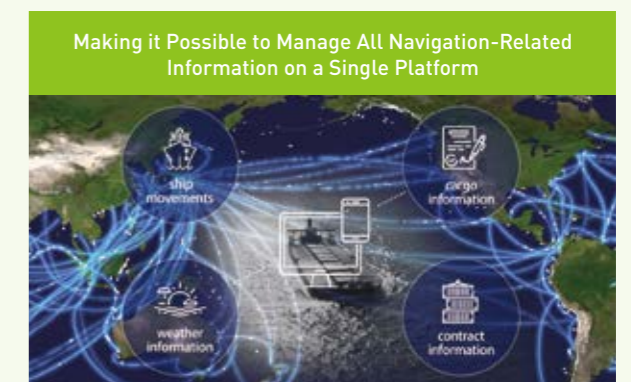 Making it Possible to Manage All Navigation-Related
Information on a Single Platform
ship
movements
cargo
information
weather
information
contract
information